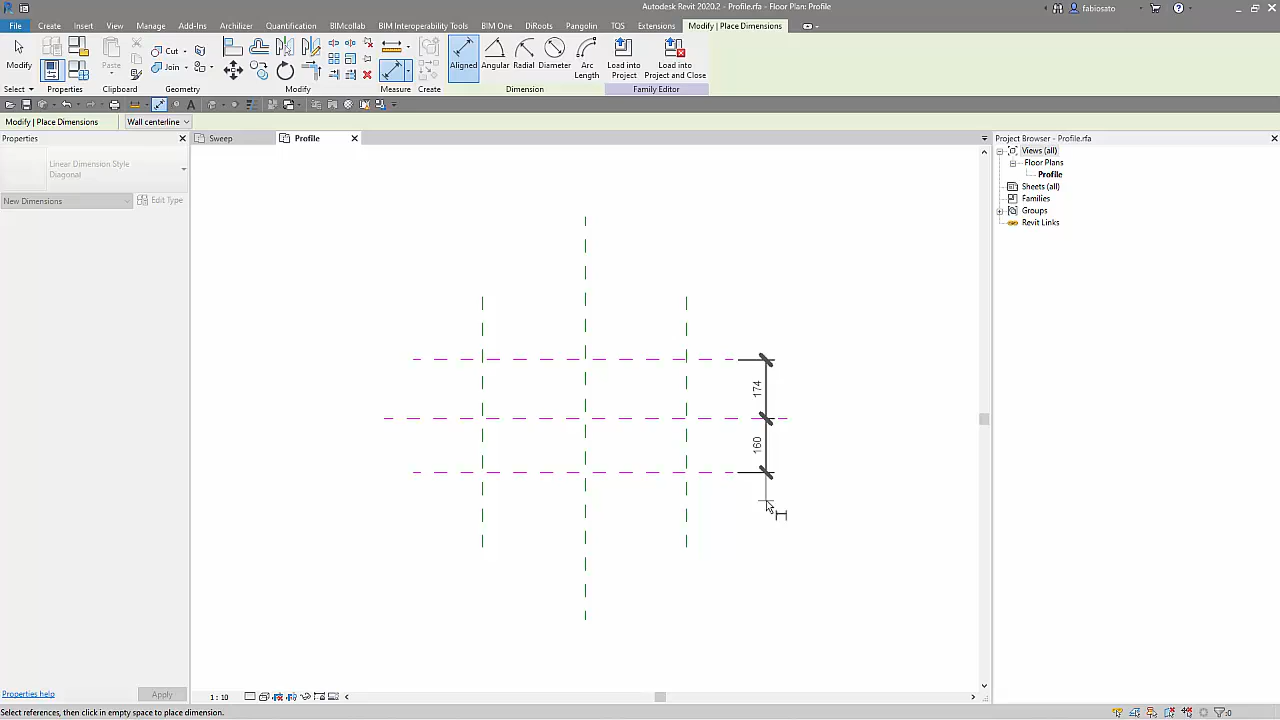 Autodesk Revit 2020.2 - Profile.rfa - Floor Plan: Profile
fabiosato
File Create Insert View Manage Add-Ins Archilizer Quantification BIMcollab BIM Interoperability Tools BIM One DiRoots Pangolin TQS Extensions Modify | Place Dimensions
Modify Paste Cut Join Aligned Angular Radial Diameter Arc Length Load into Project Load into Project and Close
Select Properties Clipboard Geometry Modify Measure Create Dimension Family Editor
Modify | Place Dimensions Wall centerline
Properties
Sweep
Profile
Project Browser - Profile.rfa
Linear Dimension Style
Diagonal
New Dimensions
Edit Type
Views (all)
Floor Plans
Profile
Sheets (all)
Families
Groups
Revit Links
174
160
Properties help
Apply
1 : 10
Select references, then click in empty space to place dimension.
:0